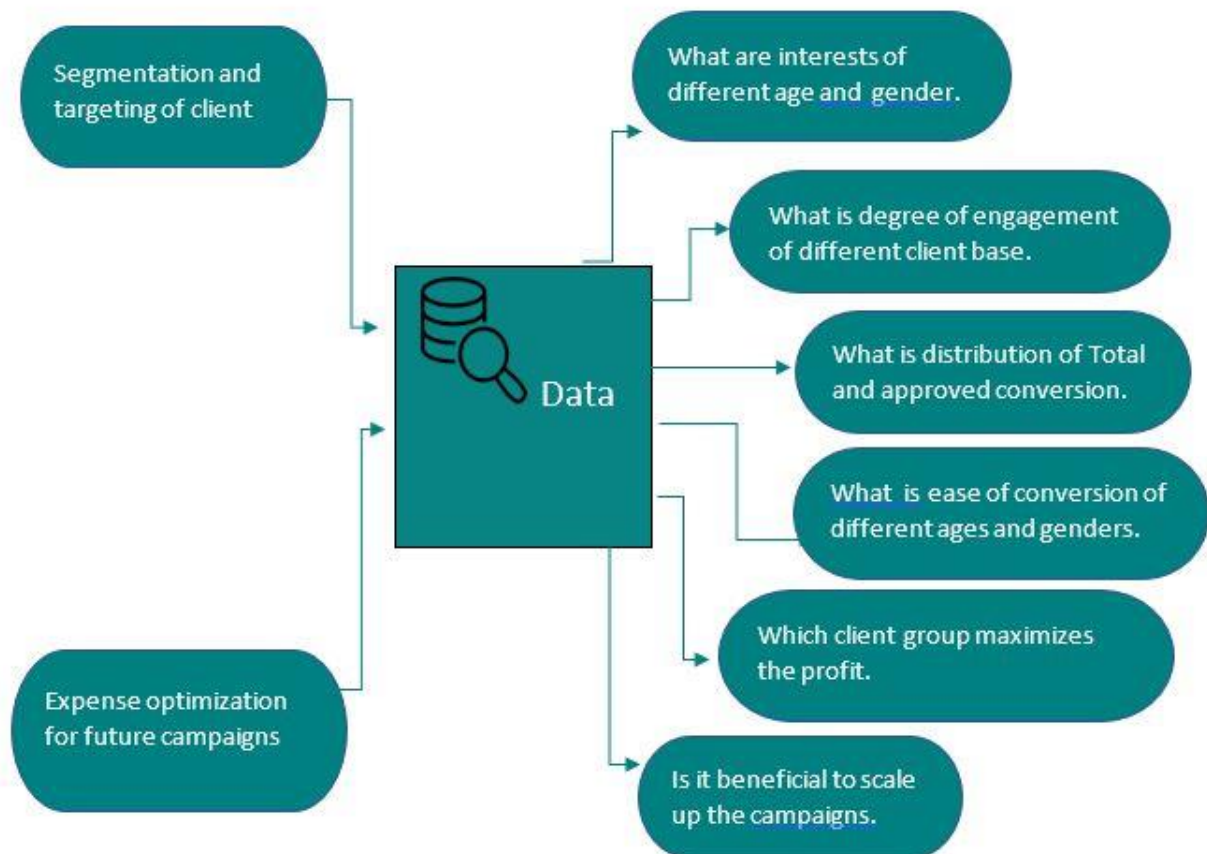 Segmentation and
targeting of client
Expense optimization
for future campaigns
Data
What are interests of
different age and gender.
What is degree of engagement
of different client base.
What is distribution of Total
and approved conversion.
What is ease of conversion of
different ages and genders.
Which client group maximizes
the profit.
Is it beneficial to scale
up the campaigns.